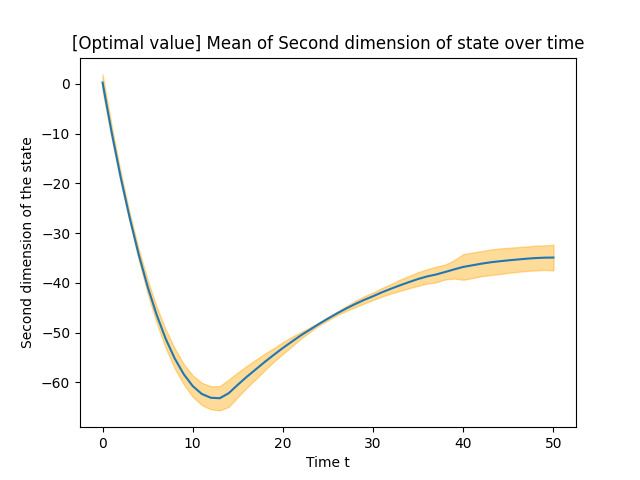 [Optimal value] Mean of Second dimension of state over time
Second dimension of the state
0
−10
−20
−30
−40
−50
−60
0 10 20 30 40 50
Time t